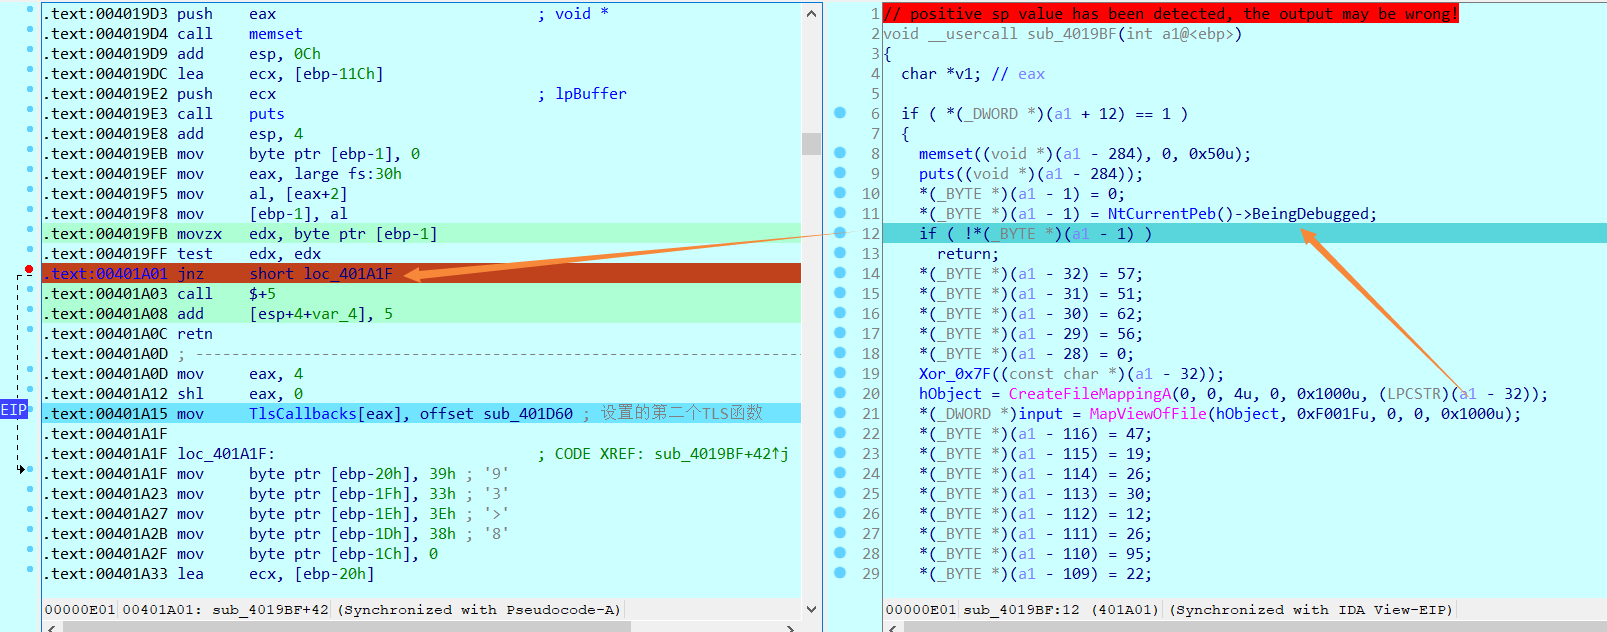 .text:004019D3 push    eax             ; void *
.text:004019D4 call    memset
.text:004019D9 add     esp, 0Ch
.text:004019DC lea     ecx, [ebp-11Ch]
.text:004019E2 push    ecx             ; lpBuffer
.text:004019E3 call    puts
.text:004019E8 add     esp, 4
.text:004019EB mov     byte ptr [ebp-1], 0
.text:004019EF mov     eax, large fs:30h
.text:004019F5 mov     al, [eax+2]
.text:004019F8 mov     [ebp-1], al
.text:004019FB movzx   edx, byte ptr [ebp-1]
.text:004019FF test    edx, edx
.text:00401A01 jnz     short loc_401A1F
.text:00401A03 call    $+5
.text:00401A08 add     [esp+4+var_4], 5
.text:00401A0C retn
.text:00401A0D ; ---------------------------------------------------------------
.text:00401A0D mov     eax, 4
.text:00401A12 shl     eax, 0
EIP .text:00401A15 mov     TlsCallbacks[eax], offset sub_401D60 ; 设置的第二个TLS函数
.text:00401A1F
.text:00401A1F loc_401A1F:             ; CODE XREF: sub_4019BF+42↑j
.text:00401A1F mov     byte ptr [ebp-20h], 39h ; '9'
.text:00401A23 mov     byte ptr [ebp-1Fh], 33h ; '3'
.text:00401A27 mov     byte ptr [ebp-1Eh], 3Eh ; '>'
.text:00401A2B mov     byte ptr [ebp-1Dh], 38h ; '8'
.text:00401A2F mov     byte ptr [ebp-1Ch], 0
.text:00401A33 lea     ecx, [ebp-20h]
00000E01 00401A01: sub_4019BF+42 (Synchronized with Pseudocode-A)
1 // positive sp value has been detected, the output may be wrong!
2 void __usercall sub_4019BF(int a1@<ebp>)
3 {
4   char *v1; // eax
5
6   if ( *(_DWORD *)(a1 + 12) == 1 )
7   {
8     memset((void *)(a1 - 284), 0, 0x50u);
9     puts((void *)(a1 - 284));
10     *(_BYTE *)(a1 - 1) = 0;
11     *(_BYTE *)(a1 - 1) = NtCurrentPeb()->BeingDebugged;
12     if ( !*(_BYTE *)(a1 - 1) )
13       return;
14     *(_BYTE *)(a1 - 32) = 57;
15     *(_BYTE *)(a1 - 31) = 51;
16     *(_BYTE *)(a1 - 30) = 62;
17     *(_BYTE *)(a1 - 29) = 56;
18     *(_BYTE *)(a1 - 28) = 0;
19     Xor_0x7F((const char *)(a1 - 32));
20     hObject = CreateFileMappingA(0, 0, 4u, 0, 0x1000u, (LPCSTR)(a1 - 32));
21     *(_DWORD *)input = MapViewOfFile(hObject, 0xF001Fu, 0, 0, 0x1000u);
22     *(_BYTE *)(a1 - 116) = 47;
23     *(_BYTE *)(a1 - 115) = 19;
24     *(_BYTE *)(a1 - 114) = 26;
25     *(_BYTE *)(a1 - 113) = 30;
26     *(_BYTE *)(a1 - 112) = 12;
27     *(_BYTE *)(a1 - 111) = 26;
28     *(_BYTE *)(a1 - 110) = 95;
29     *(_BYTE *)(a1 - 109) = 22;
00000E01 sub_4019BF:12 (401A01) (Synchronized with IDA View-EIP)